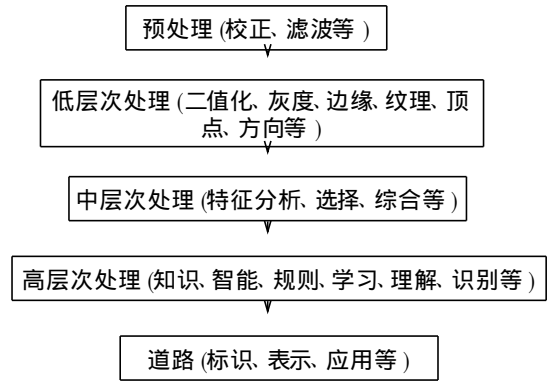 预处理 (校正、滤波等 )
低层次处理 (二值化、灰度、边缘、纹理、顶
点、方向等 )
中层次处理 (特征分析、选择、综合等 )
高层次处理 (知识、智能、规则、学习、理解、识别等 )
道路 (标识、表示、应用等 )